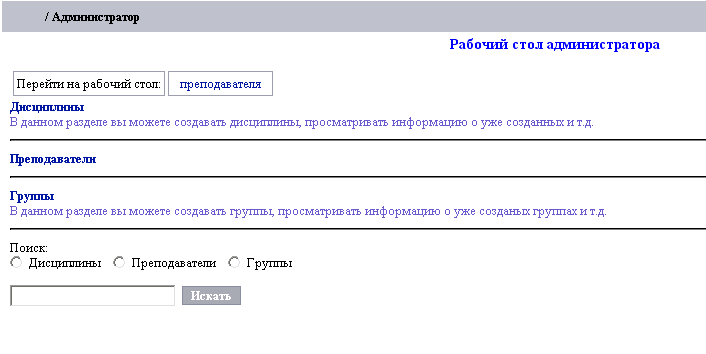 / Администратор
Рабочий стол администратора
Перейти на рабочий стол: преподавателя
Дисциплины
В данном разделе вы можете создавать дисциплины, просматривать информацию о уже созданных и т.д.
Преподаватели
Группы
В данном разделе вы можете создавать группы, просматривать информацию о уже созданых группах и т.д.
Поиск:
Дисциплины Преподаватели Группы
Искать